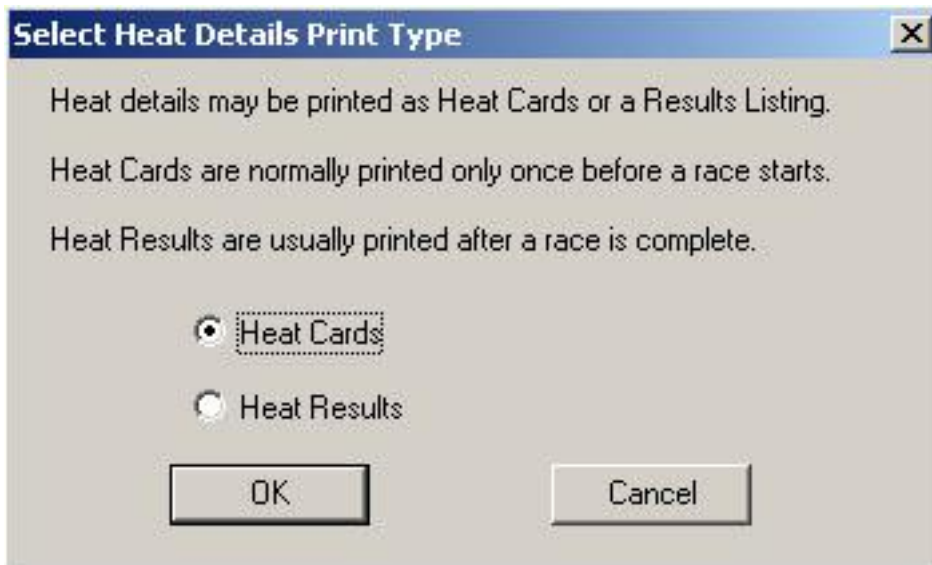 Select Heat Details Print Type
Heat details may be printed as Heat Cards or a Results Listing.
Heat Cards are normally printed only once before a race starts.
Heat Results are usually printed after a race is complete.
Heat Cards
Heat Results
OK Cancel